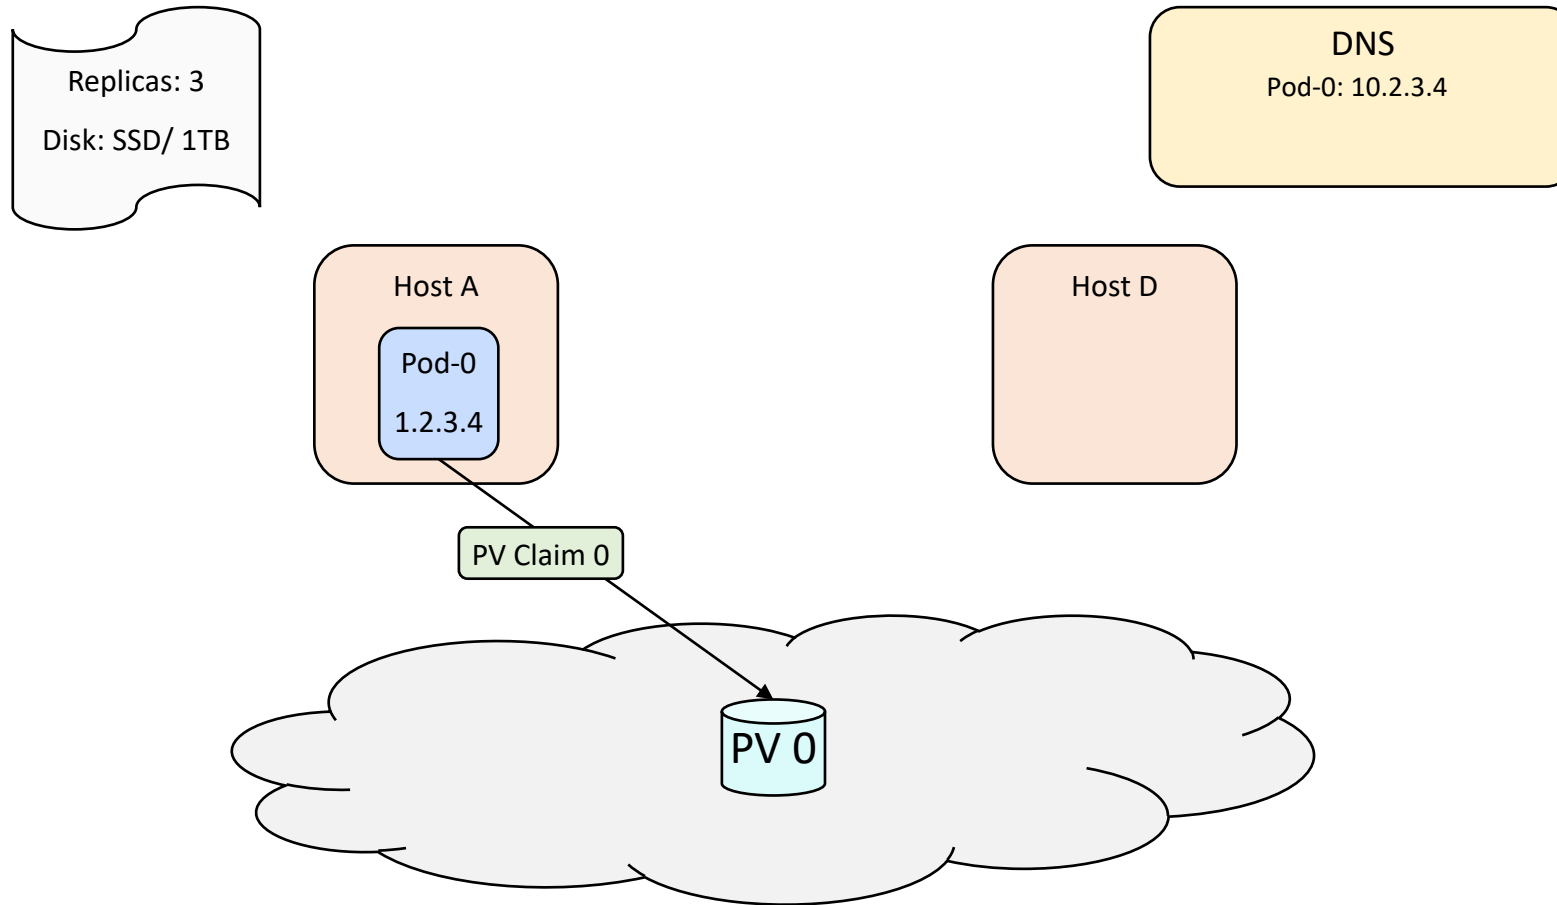 Replicas: 3
Disk: SSD/ 1TB
DNS
Pod-0: 10.2.3.4
Host A
Pod-0
1.2.3.4
Host D
PV Claim 0
PV 0